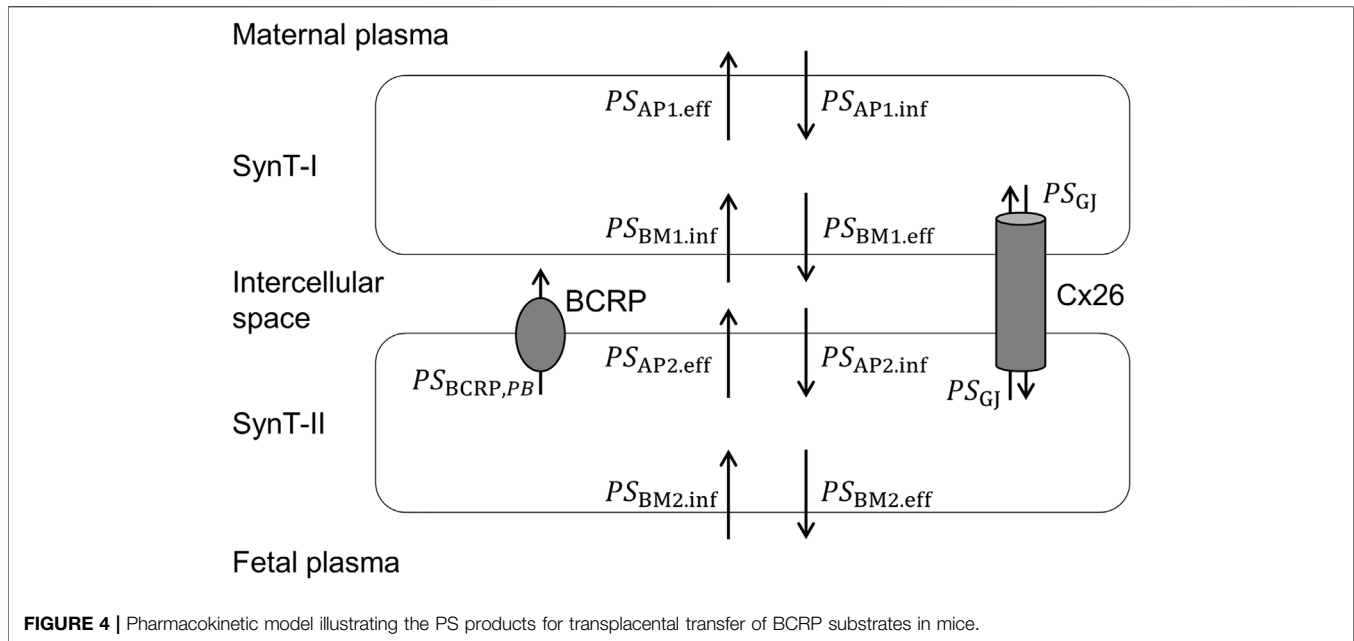 Maternal plasma
PS_AP1.eff
PS_AP1.inf
SynT-I
PS_GJ
PS_BM1.inf
PS_BM1.eff
Intercellular
space
BCRP
Cx26
PS_AP2.eff
PS_AP2.inf
PS_BCRP,PB
PS_GJ
SynT-II
PS_BM2.inf
PS_BM2.eff
Fetal plasma
FIGURE 4 | Pharmacokinetic model illustrating the PS products for transplacental transfer of BCRP substrates in mice.